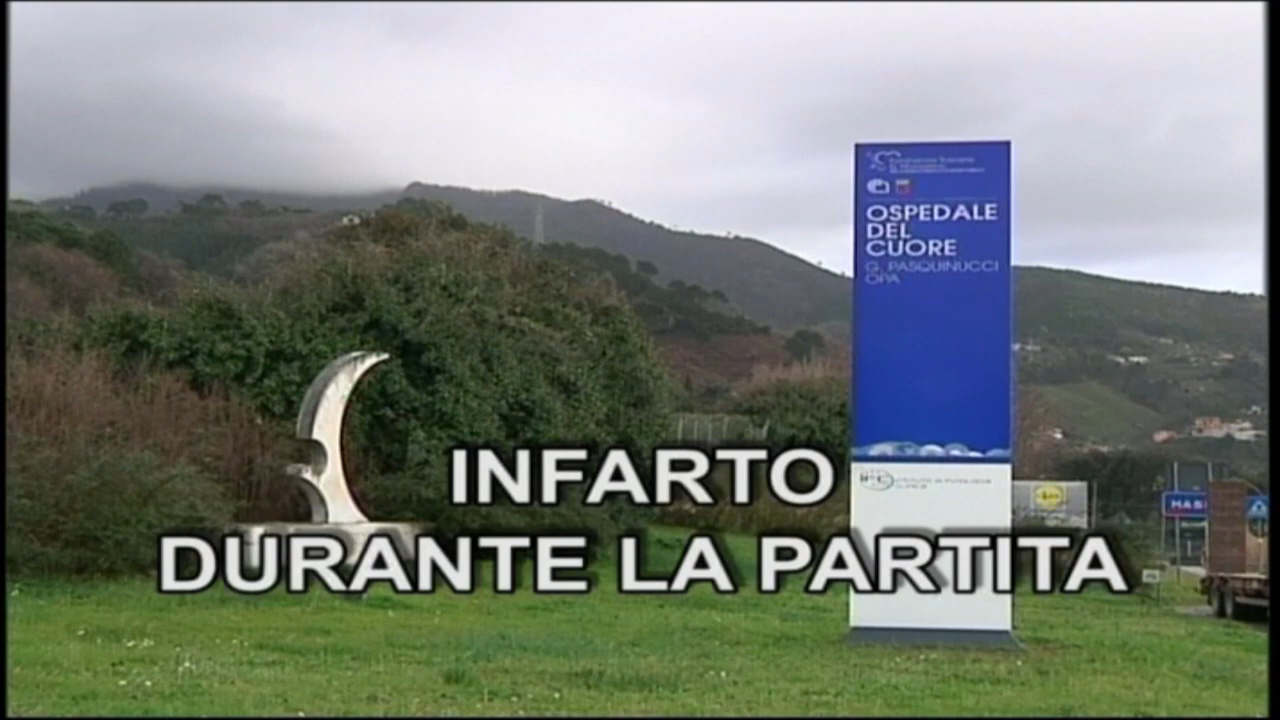 OSPEDALE
DEL
CUORE
G. PASQUINUCCI
OPA
INFARTO
DURANTE LA PARTITA